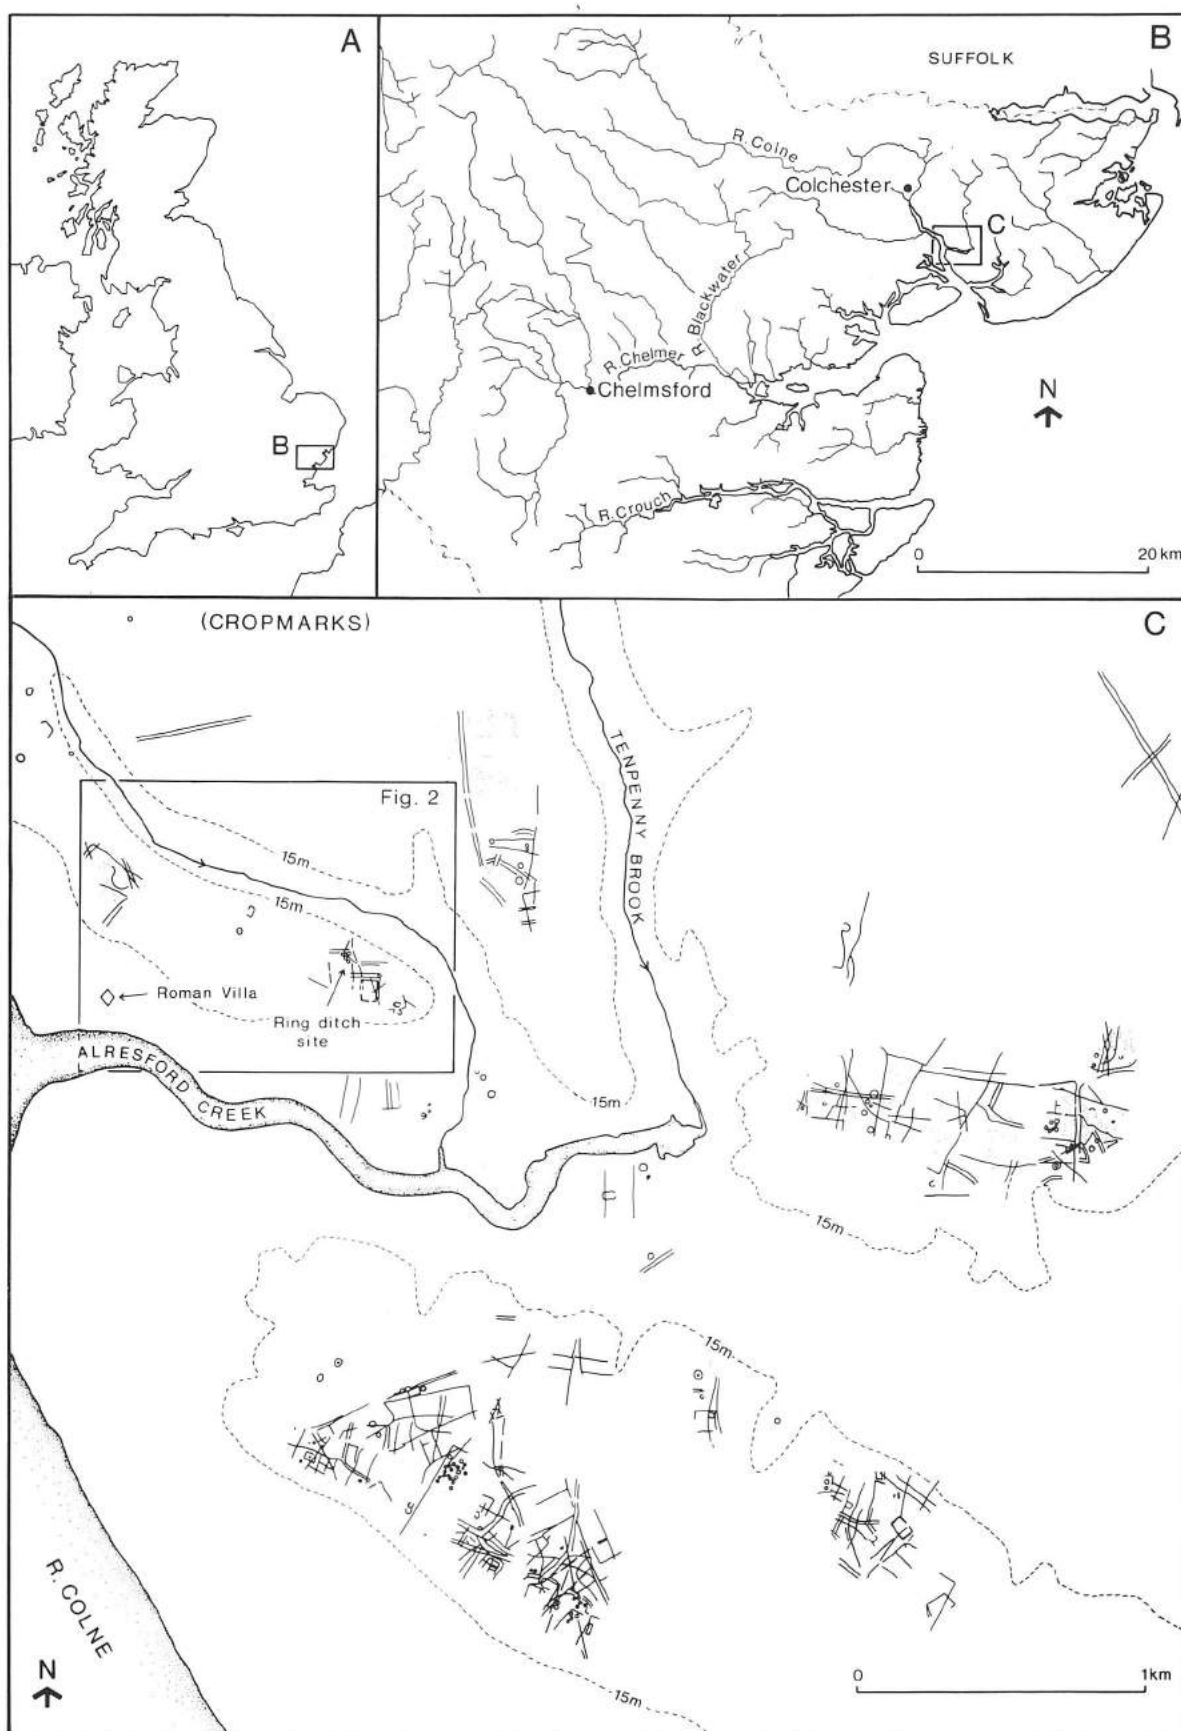 A
B
B
SUFFOLK
R. Colne
Colchester
C
R. Blackwater
R. Chelmer
Chelmsford
N
R. Crouch
0
20 km
(CROPMARKS)
C
TENPENNY BROOK
Fig. 2
15m
15m
Roman Villa
Ring ditch
site
ALRESFORD CREEK
15m
15m
15m
R. COLNE
N
15m
0
1km